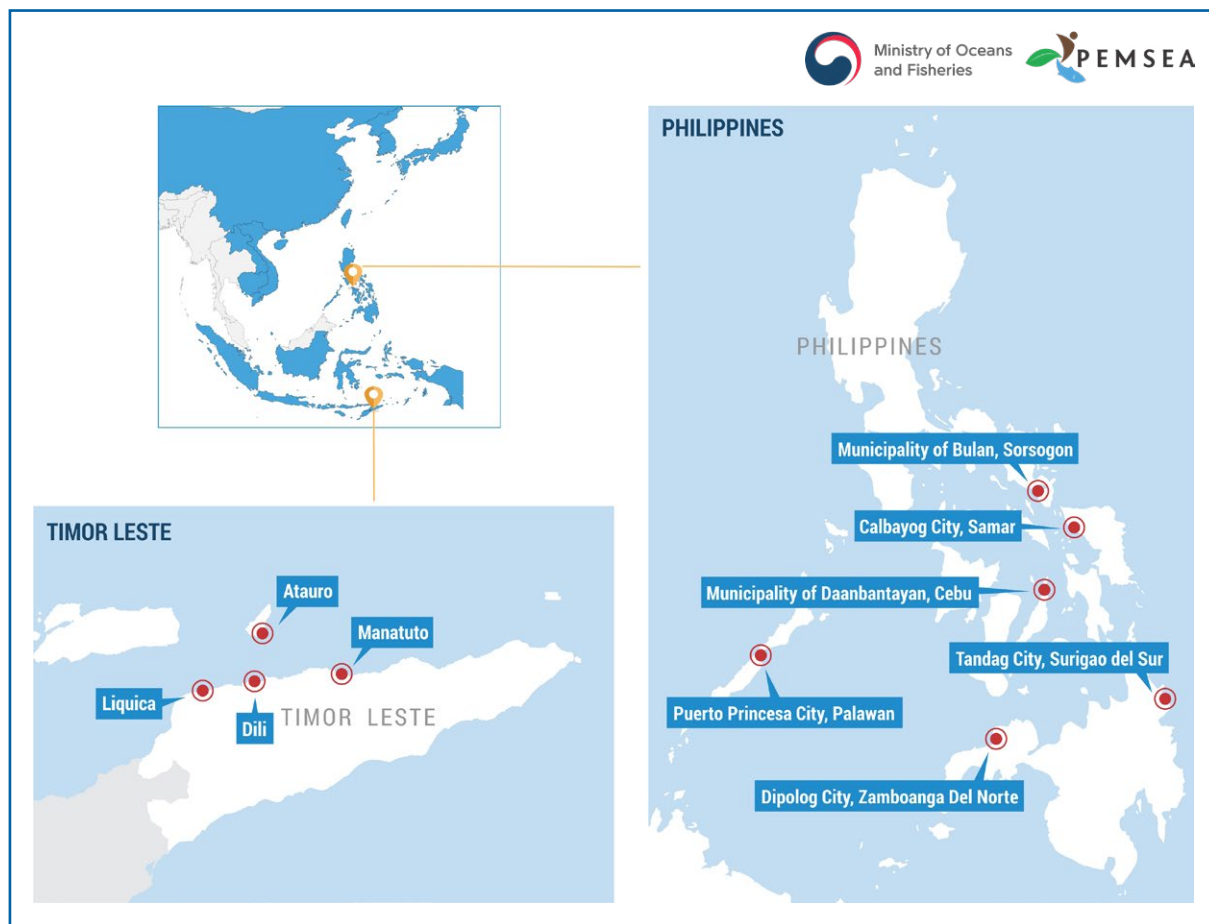 Ministry of Oceans
and Fisheries
PEMSEA
PHILIPPINES
PHILIPPINES
Municipality of Bulan, Sorsogon
Calbayog City, Samar
Municipality of Daanbantayan, Cebu
Tandag City, Surigao del Sur
Puerto Princesa City, Palawan
Dipolog City, Zamboanga Del Norte
TIMOR LESTE
Atauro
Manatuto
Liquica
Dili
TIMOR LESTE